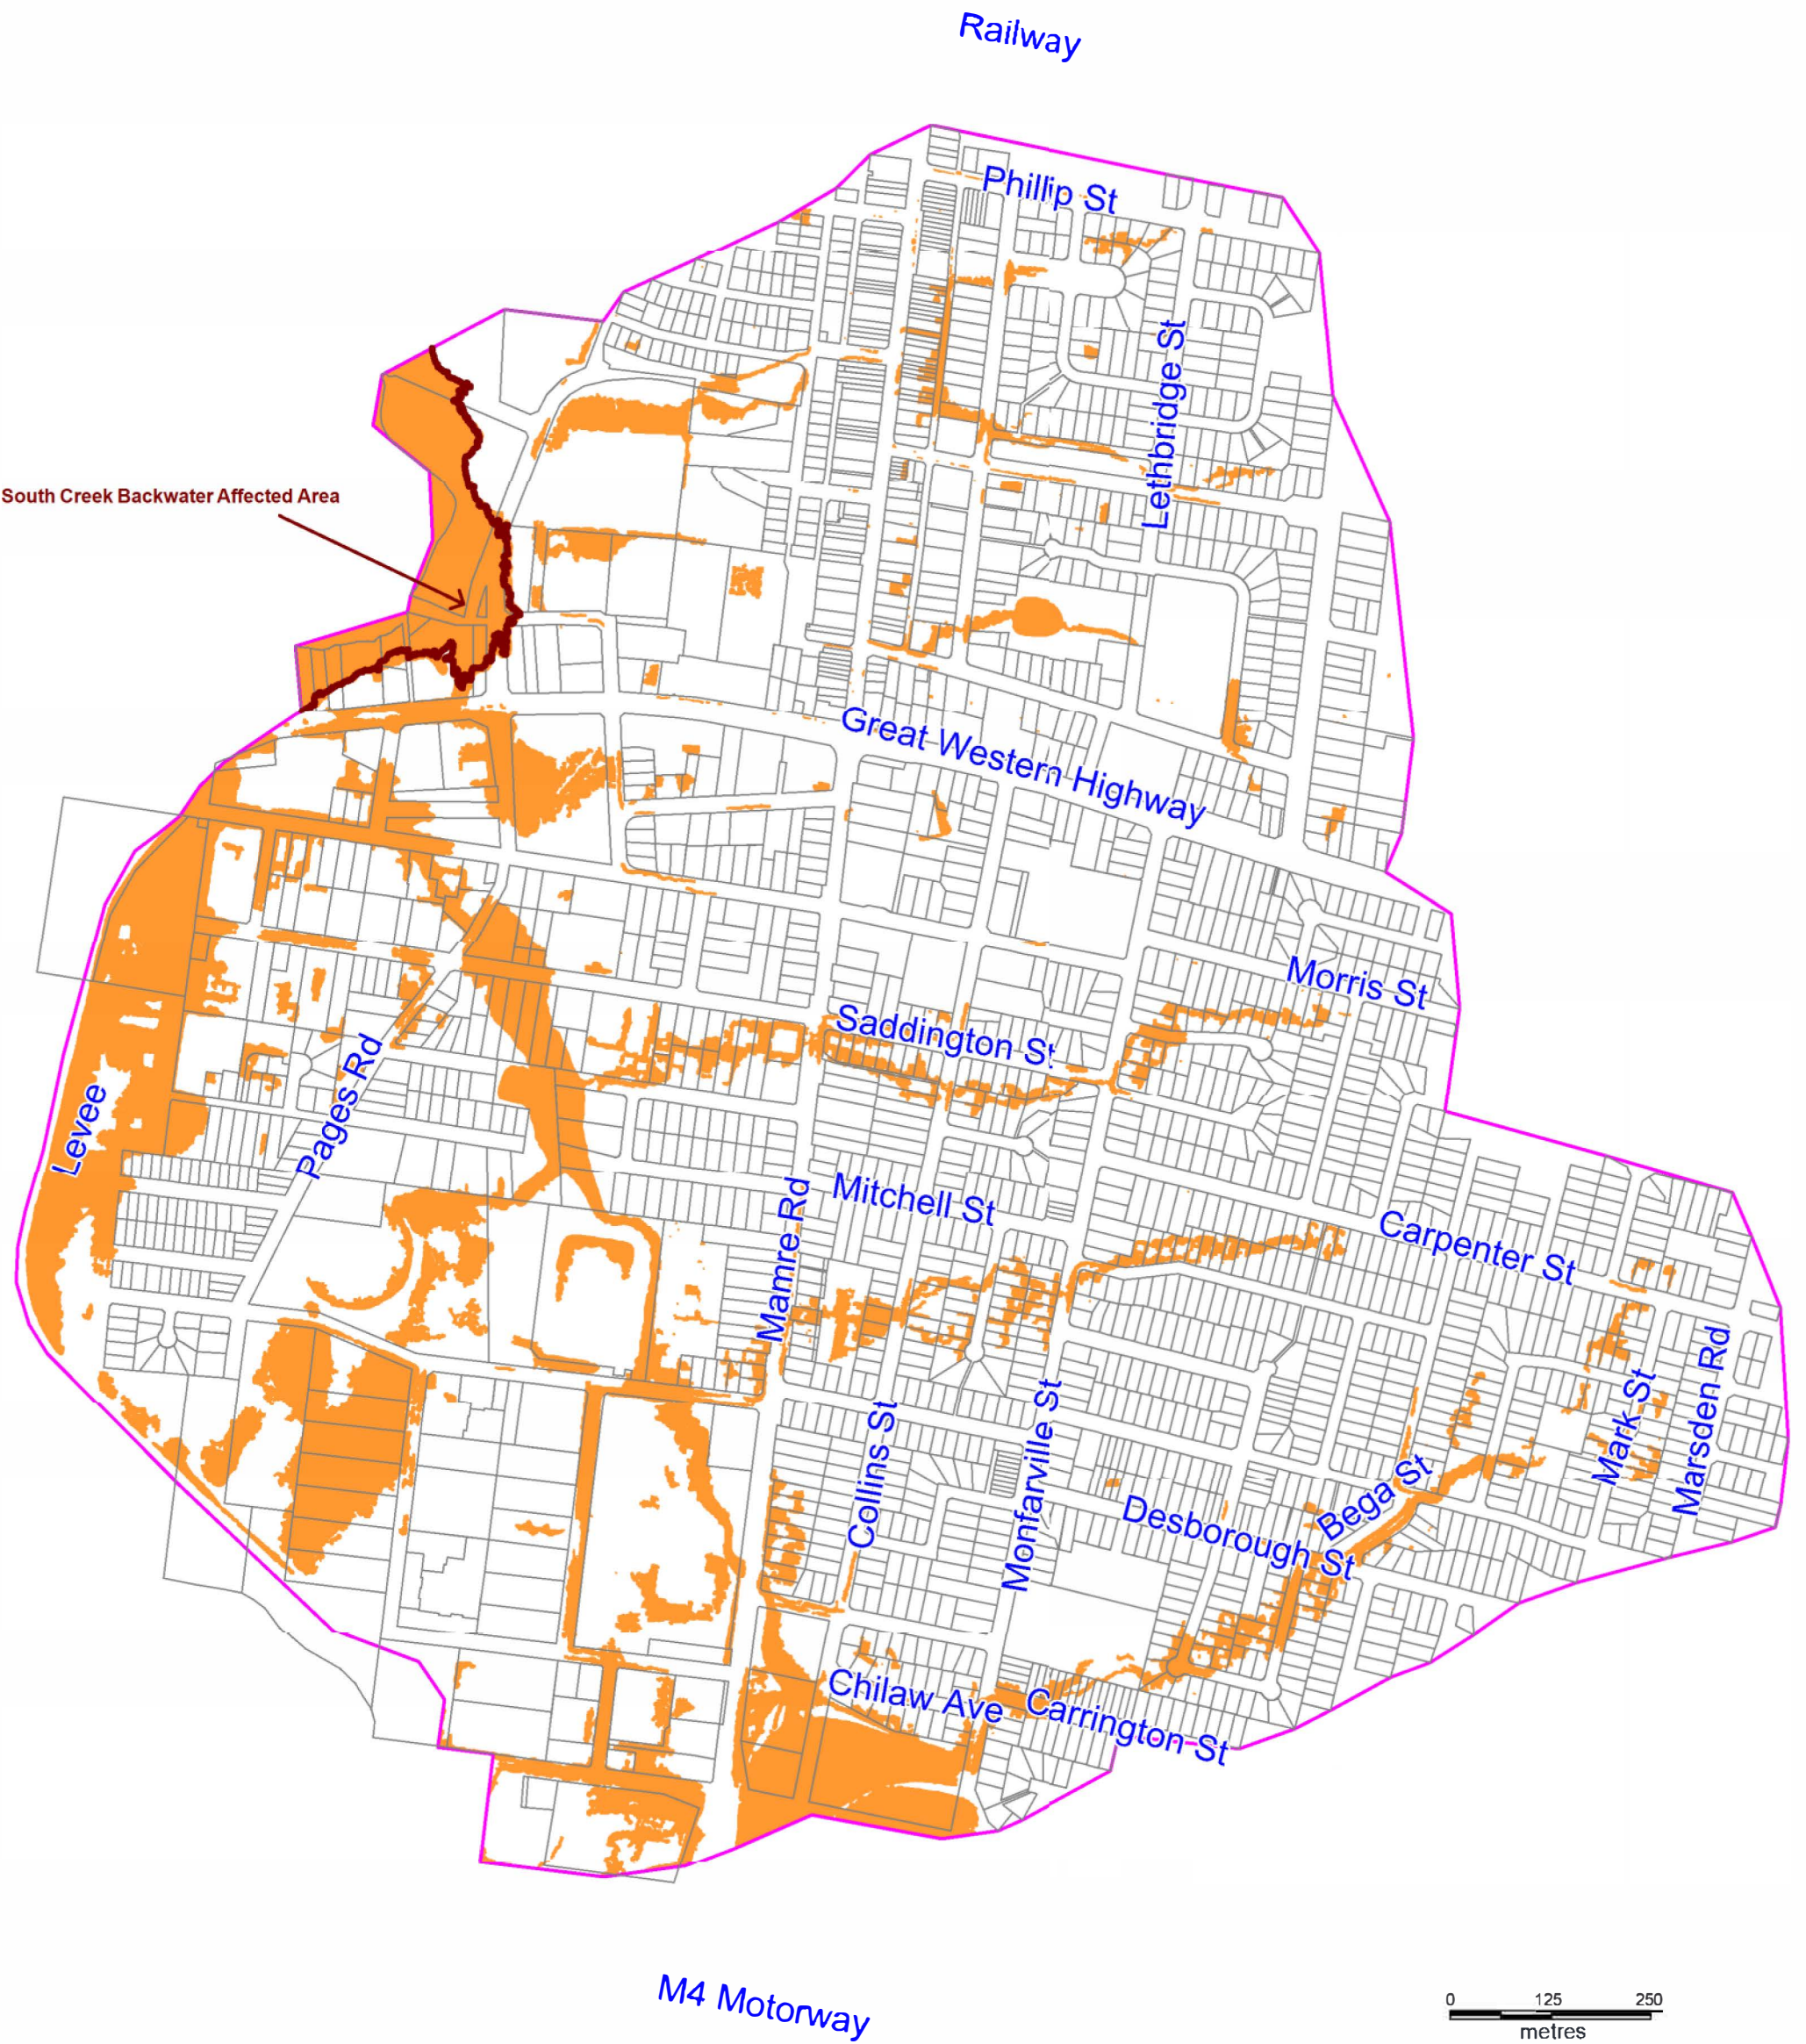 Railway
Phillip St
Lethbridge St
South Creek Backwater Affected Area
Great Western Highway
Morris St
Saddington St
Pages Rd
Levee
Mitchell St
Mamre Rd
Carpenter St
Mark St
Marsden Rd
Collins St
Monfarville St
Bega St
Desborough St
Chilaw Ave
Carrington St
M4 Motorway
0 125 250
metres